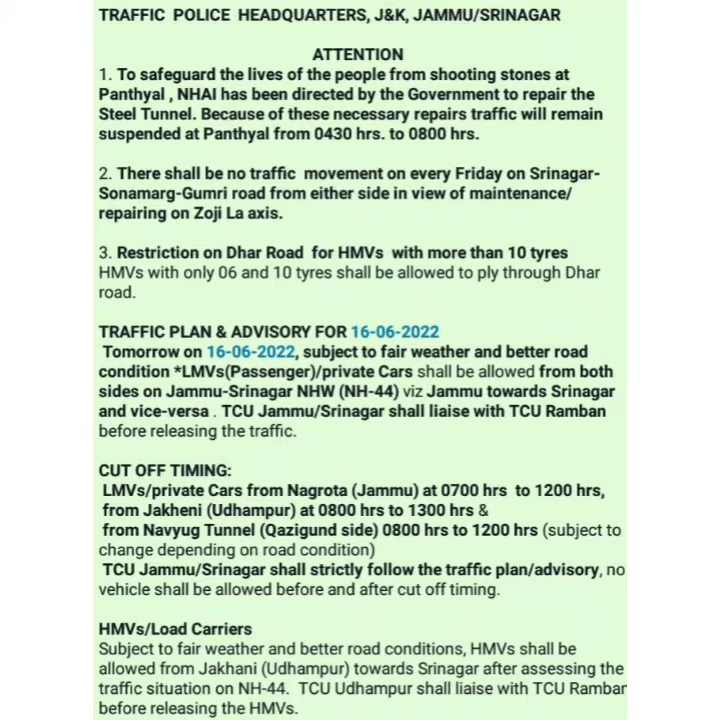 TRAFFIC POLICE HEADQUARTERS, J&K, JAMMU/SRINAGAR
ATTENTION
1. To safeguard the lives of the people from shooting stones at
Panthyal , NHAI has been directed by the Government to repair the
Steel Tunnel. Because of these necessary repairs traffic will remain
suspended at Panthyal from 0430 hrs. to 0800 hrs.
2. There shall be no traffic movement on every Friday on Srinagar-
Sonamarg-Gumri road from either side in view of maintenance/
repairing on Zoji La axis.
3. Restriction on Dhar Road for HMVs with more than 10 tyres
HMVs with only 06 and 10 tyres shall be allowed to ply through Dhar
road.
TRAFFIC PLAN & ADVISORY FOR 16-06-2022
Tomorrow on 16-06-2022, subject to fair weather and better road
condition *LMVs(Passenger)/private Cars shall be allowed from both
sides on Jammu-Srinagar NHW (NH-44) viz Jammu towards Srinagar
and vice-versa . TCU Jammu/Srinagar shall liaise with TCU Ramban
before releasing the traffic.
CUT OFF TIMING:
LMVs/private Cars from Nagrota (Jammu) at 0700 hrs to 1200 hrs,
from Jakheni (Udhampur) at 0800 hrs to 1300 hrs &
from Navyug Tunnel (Qazigund side) 0800 hrs to 1200 hrs (subject to
change depending on road condition)
TCU Jammu/Srinagar shall strictly follow the traffic plan/advisory, no
vehicle shall be allowed before and after cut off timing.
HMVs/Load Carriers
Subject to fair weather and better road conditions, HMVs shall be
allowed from Jakhani (Udhampur) towards Srinagar after assessing the
traffic situation on NH-44. TCU Udhampur shall liaise with TCU Ramban
before releasing the HMVs.